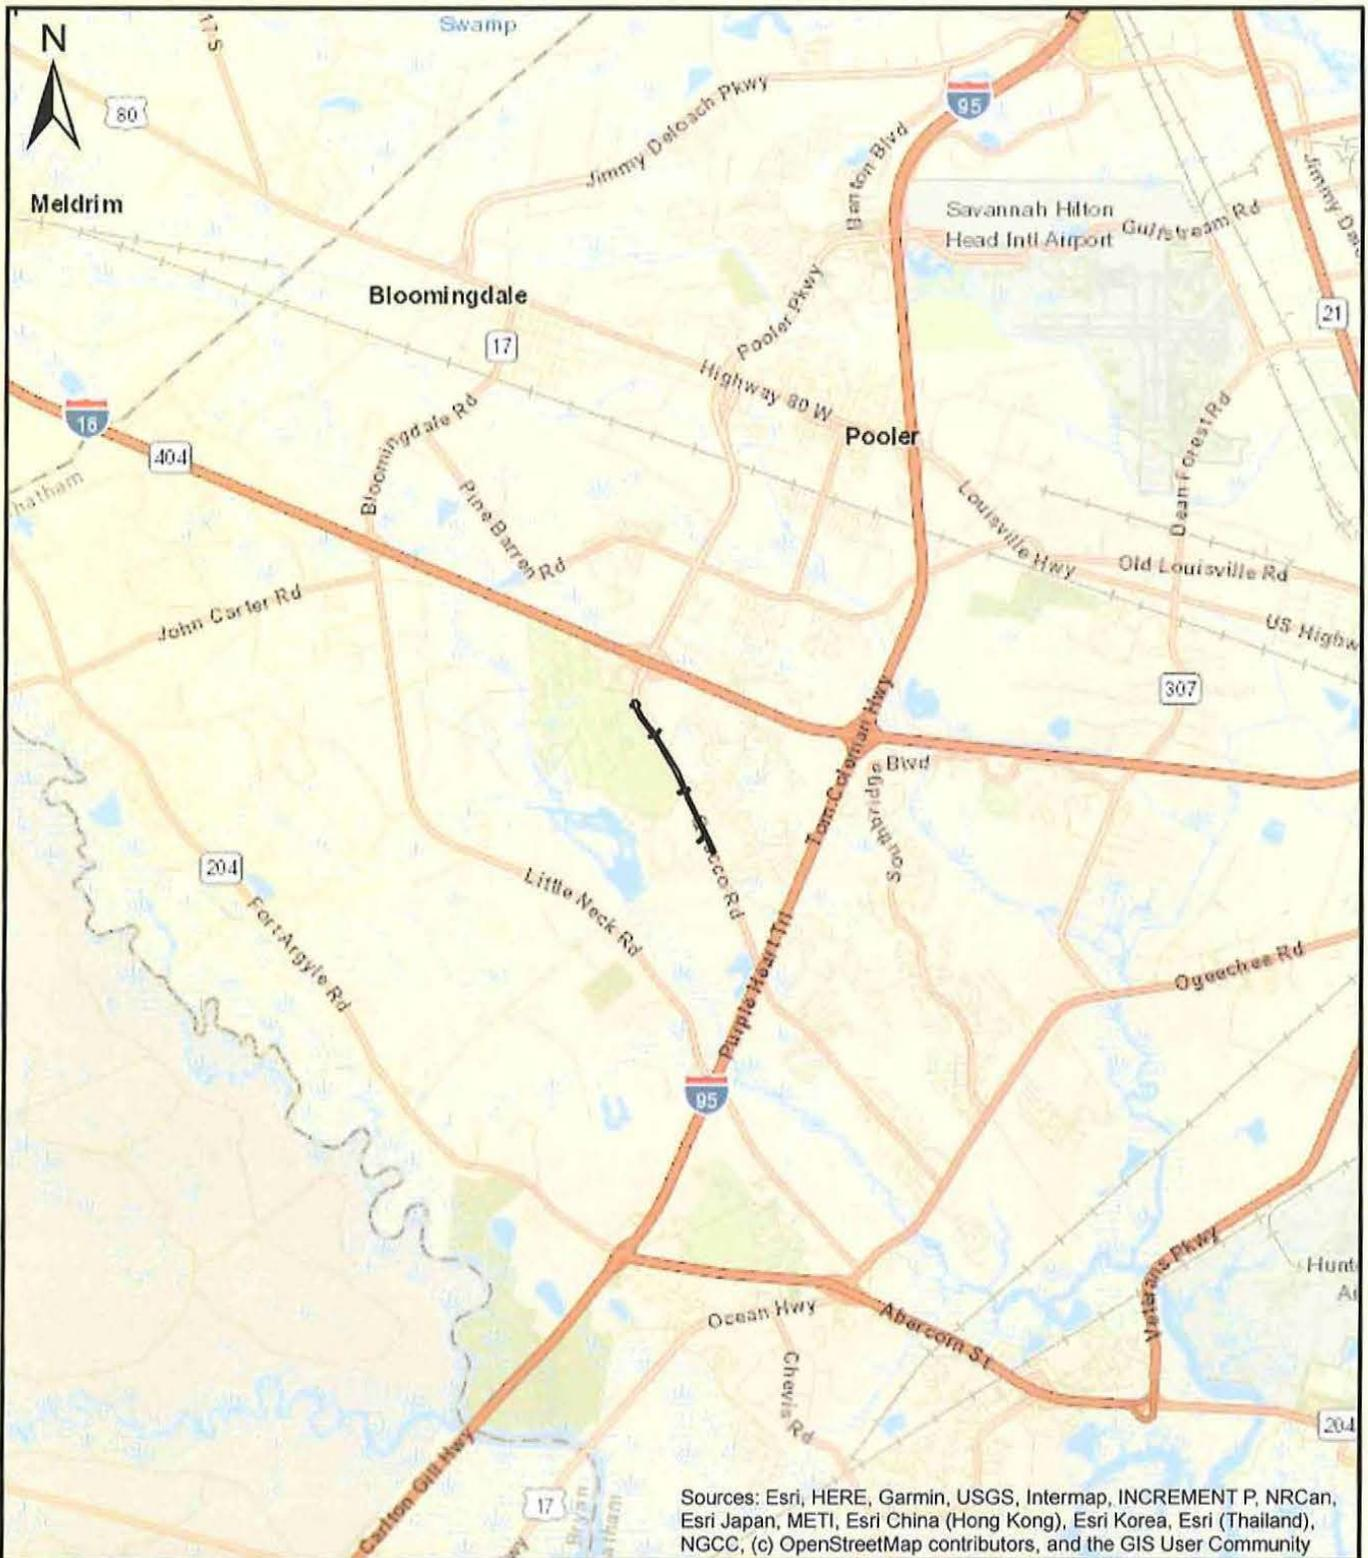 Swamp
17 S
N
80
95
Jimmy Deloach Pkwy
Benton Blvd
Meldrim
Savannah Hilton
Head Intl Airport
Gulfstream Rd
Bloomingdale
Pooler Pkwy
21
17
Highway 80 W
16
Pooler
404
Bloomingdale Rd
Dean Forest Rd
Pine Barren Rd
Louisville Hwy
Old Louisville Rd
John Carter Rd
US Highw
307
Tom Coleman Hwy
Southbridge Blvd
204
Little Neck Rd
Fort Argyle Rd
Purple Heart Trl
Ogeechee Rd
95
Veterans Pkwy
Ocean Hwy
Abercorn St
Chevis Rd
204
Carlton Gill Hwy
17
Bryan
Sources: Esri, HERE, Garmin, USGS, Intermap, INCREMENT P, NRCan,
Esri Japan, METI, Esri China (Hong Kong), Esri Korea, Esri (Thailand),
NGCC, (c) OpenStreetMap contributors, and the GIS User Community